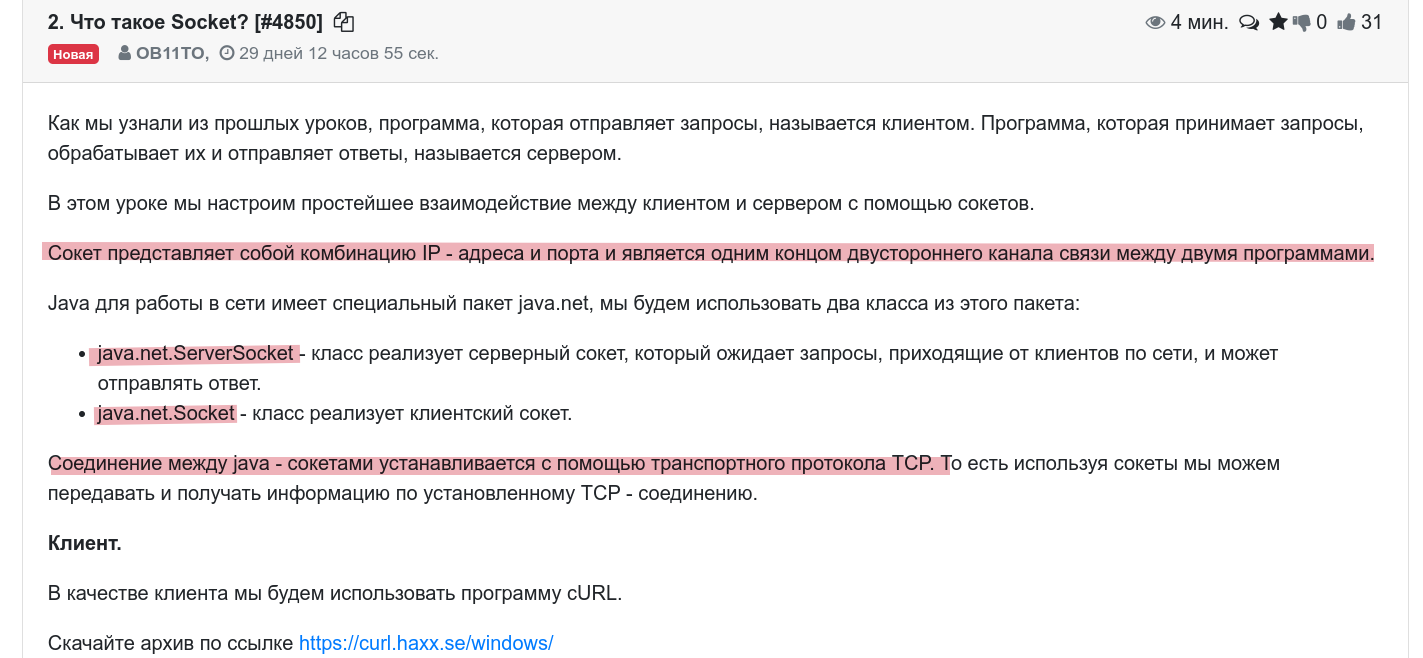 2. Что такое Socket? [#4850] 4 мин. 0 31
Новая OB11TO, 29 дней 12 часов 55 сек.
Как мы узнали из прошлых уроков, программа, которая отправляет запросы, называется клиентом. Программа, которая принимает запросы,
обрабатывает их и отправляет ответы, называется сервером.
В этом уроке мы настроим простейшее взаимодействие между клиентом и сервером с помощью сокетов.
Сокет представляет собой комбинацию IP - адреса и порта и является одним концом двустороннего канала связи между двумя программами.
Java для работы в сети имеет специальный пакет java.net, мы будем использовать два класса из этого пакета:
• java.net.ServerSocket - класс реализует серверный сокет, который ожидает запросы, приходящие от клиентов по сети, и может
отправлять ответ.
• java.net.Socket - класс реализует клиентский сокет.
Соединение между java - сокетами устанавливается с помощью транспортного протокола TCP. То есть используя сокеты мы можем
передавать и получать информацию по установленному TCP - соединению.
Клиент.
В качестве клиента мы будем использовать программу cURL.
Скачайте архив по ссылке https://curl.haxx.se/windows/